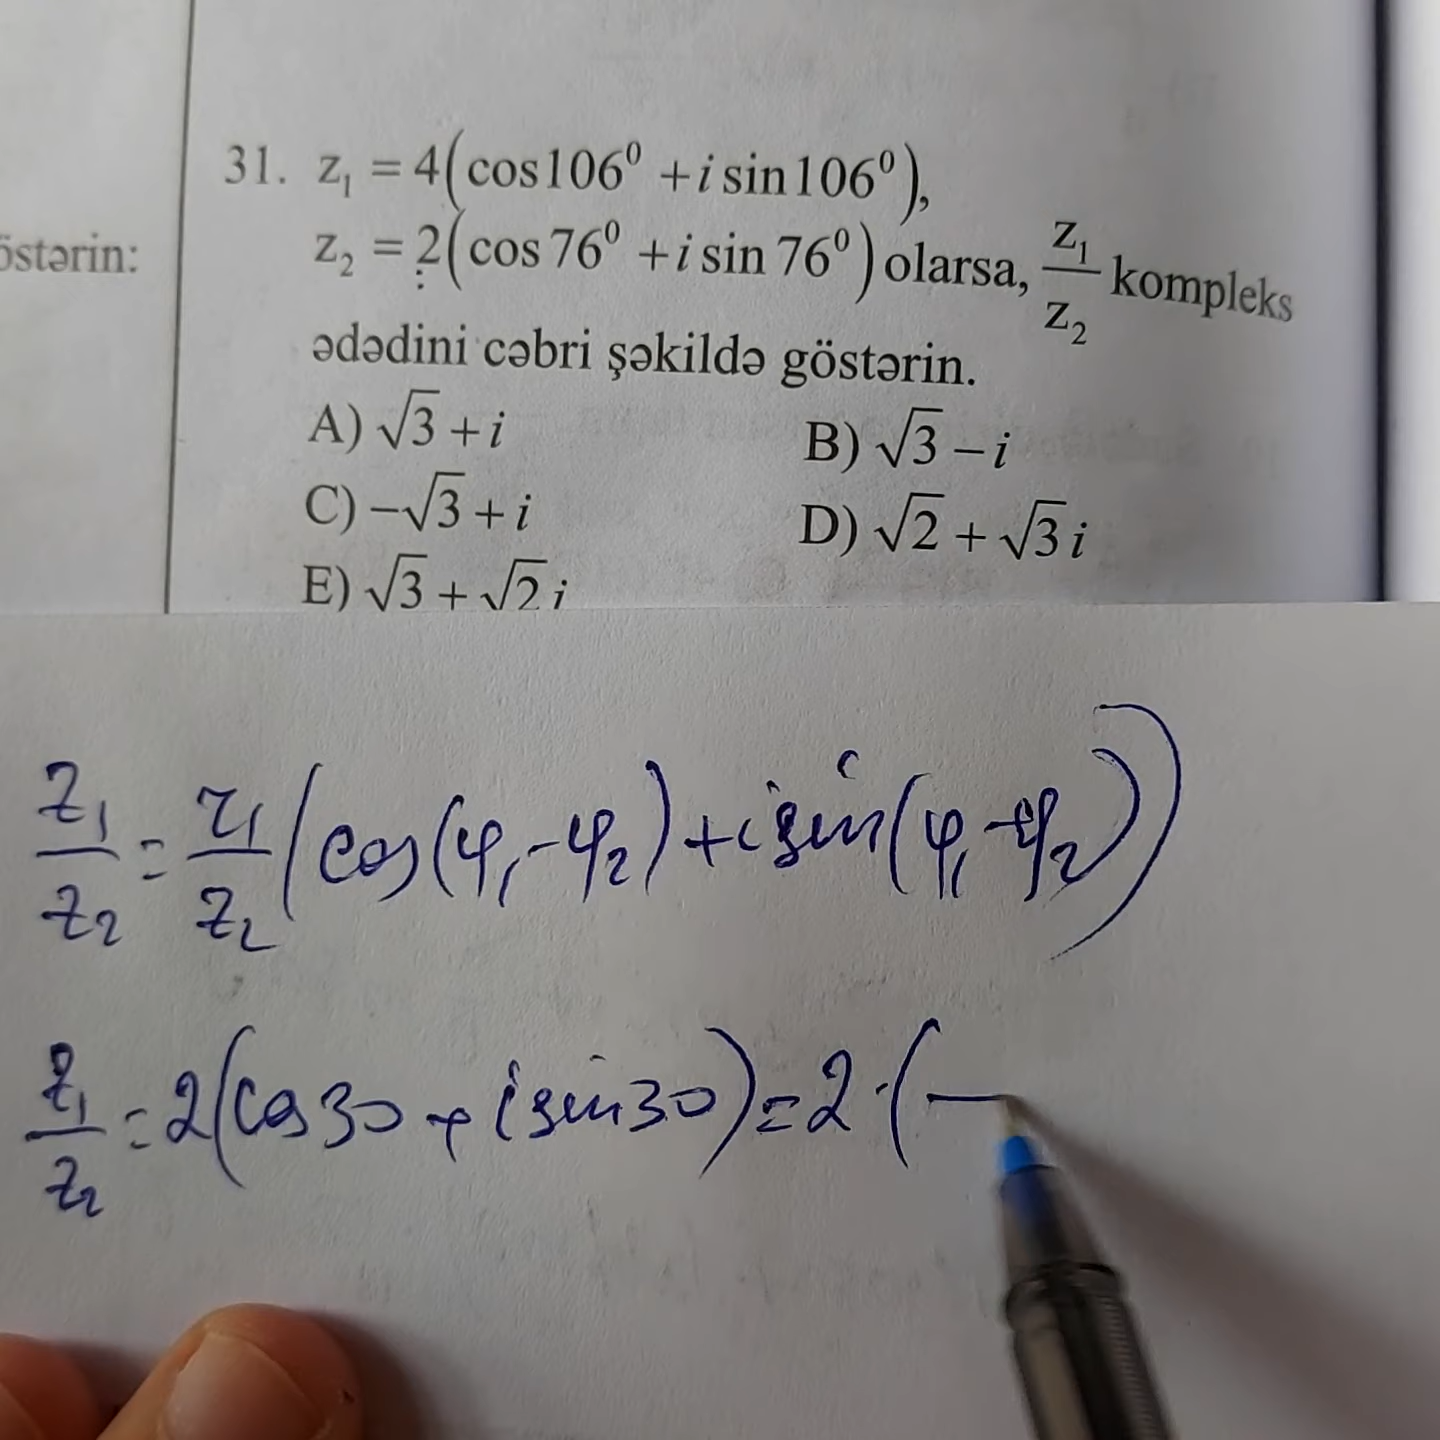 östərin:
31. z₁ = 4(cos106⁰ + i sin106⁰),
z₂ = 2(cos 76⁰ + i sin 76⁰) olarsa, z₁/z₂ kompleks
ədədini cəbri şəkildə göstərin.
A) √3 + i B) √3 − i
C) −√3 + i D) √2 + √3 i
E) √3 + √2 i
z₁/z₂ = r₁/r₂ (cos(φ₁-φ₂)+i sin(φ₁-φ₂))
z₁/z₂ = 2(cos30 + i sin30) = 2·(—